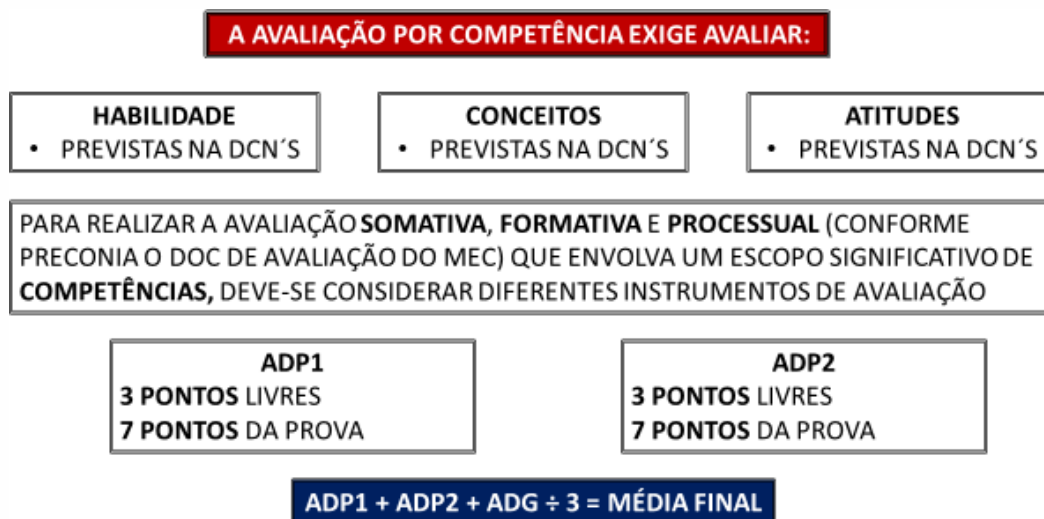 A AVALIAÇÃO POR COMPETÊNCIA EXIGE AVALIAR:
HABILIDADE
• PREVISTAS NA DCN´S
CONCEITOS
• PREVISTAS NA DCN´S
ATITUDES
• PREVISTAS NA DCN´S
PARA REALIZAR A AVALIAÇÃO SOMATIVA, FORMATIVA E PROCESSUAL (CONFORME
PRECONIA O DOC DE AVALIAÇÃO DO MEC) QUE ENVOLVA UM ESCOPO SIGNIFICATIVO DE
COMPETÊNCIAS, DEVE-SE CONSIDERAR DIFERENTES INSTRUMENTOS DE AVALIAÇÃO
ADP1
3 PONTOS LIVRES
7 PONTOS DA PROVA
ADP2
3 PONTOS LIVRES
7 PONTOS DA PROVA
ADP1 + ADP2 + ADG ÷ 3 = MÉDIA FINAL